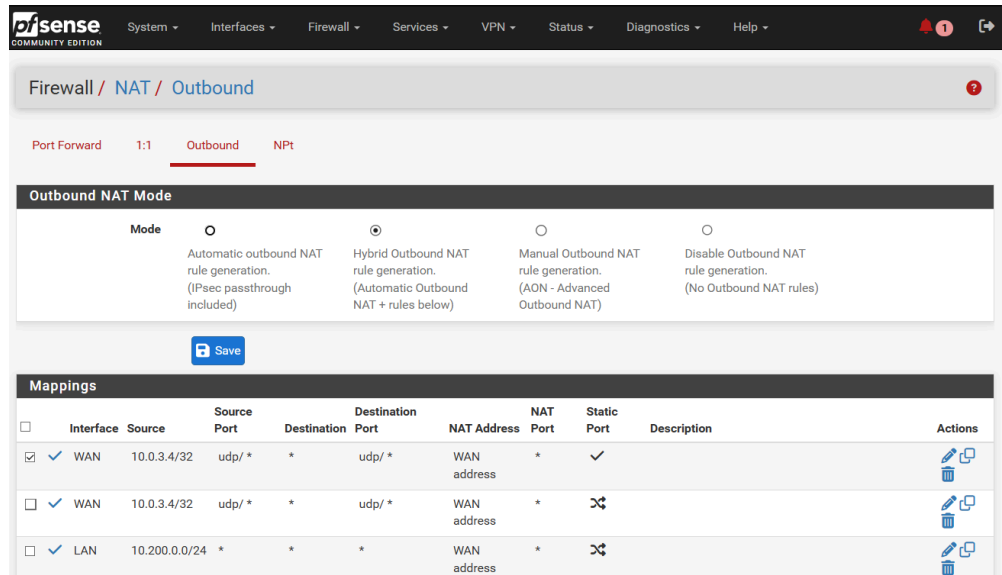 pfsense System Interfaces Firewall Services VPN Status Diagnostics Help 1
COMMUNITY EDITION
Firewall / NAT / Outbound ?
Port Forward 1:1 Outbound NPt
Outbound NAT Mode
Mode
Automatic outbound NAT
rule generation.
(IPsec passthrough
included)
Hybrid Outbound NAT
rule generation.
(Automatic Outbound
NAT + rules below)
Manual Outbound NAT
rule generation.
(AON - Advanced
Outbound NAT)
Disable Outbound NAT
rule generation.
(No Outbound NAT rules)
Save
Mappings
Interface Source Source Port Destination Destination Port NAT Address NAT Port Static Port Description Actions
WAN 10.0.3.4/32 udp/ * * udp/ * WAN address *
WAN 10.0.3.4/32 udp/ * * udp/ * WAN address *
LAN 10.200.0.0/24 * * * WAN address *